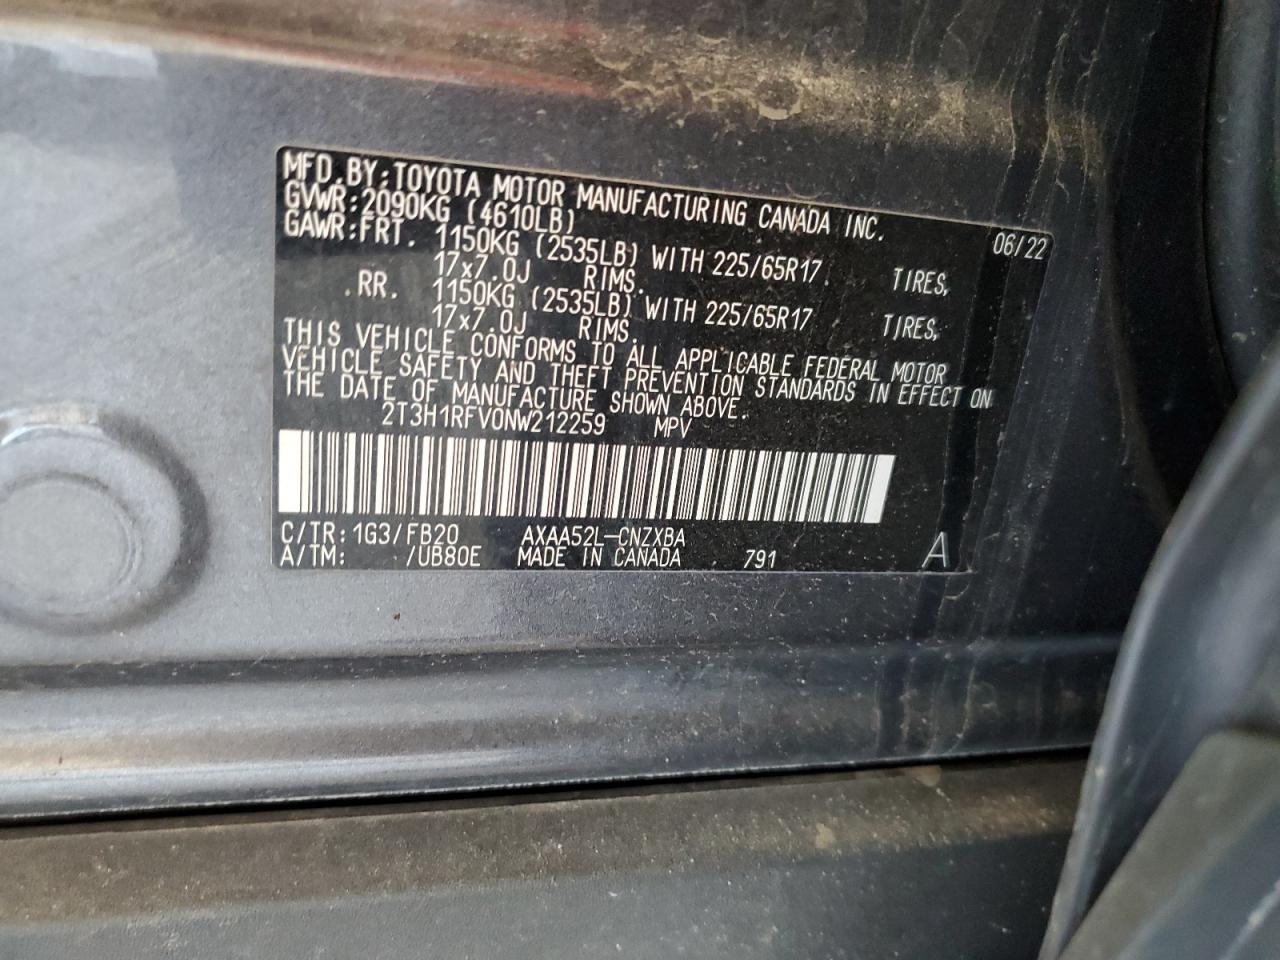 MFD.BY:TOYOTA MOTOR MANUFACTURING CANADA INC.
GVWR:2090KG (4610LB) 06/22
GAWR:FRT. 1150KG (2535LB) WITH 225/65R17 TIRES,
17x7.0J RIMS.
RR. 1150KG (2535LB) WITH 225/65R17 TIRES,
17x7.0J RIMS.
THIS VEHICLE CONFORMS TO ALL APPLICABLE FEDERAL MOTOR
VEHICLE SAFETY AND THEFT PREVENTION STANDARDS IN EFFECT ON
THE DATE OF MANUFACTURE SHOWN ABOVE.
2T3H1RFV0NW212259 MPV
C/TR:1G3/FB20 AXAA52L-CNZXBA
A/TM: /UB80E MADE IN CANADA 791 A